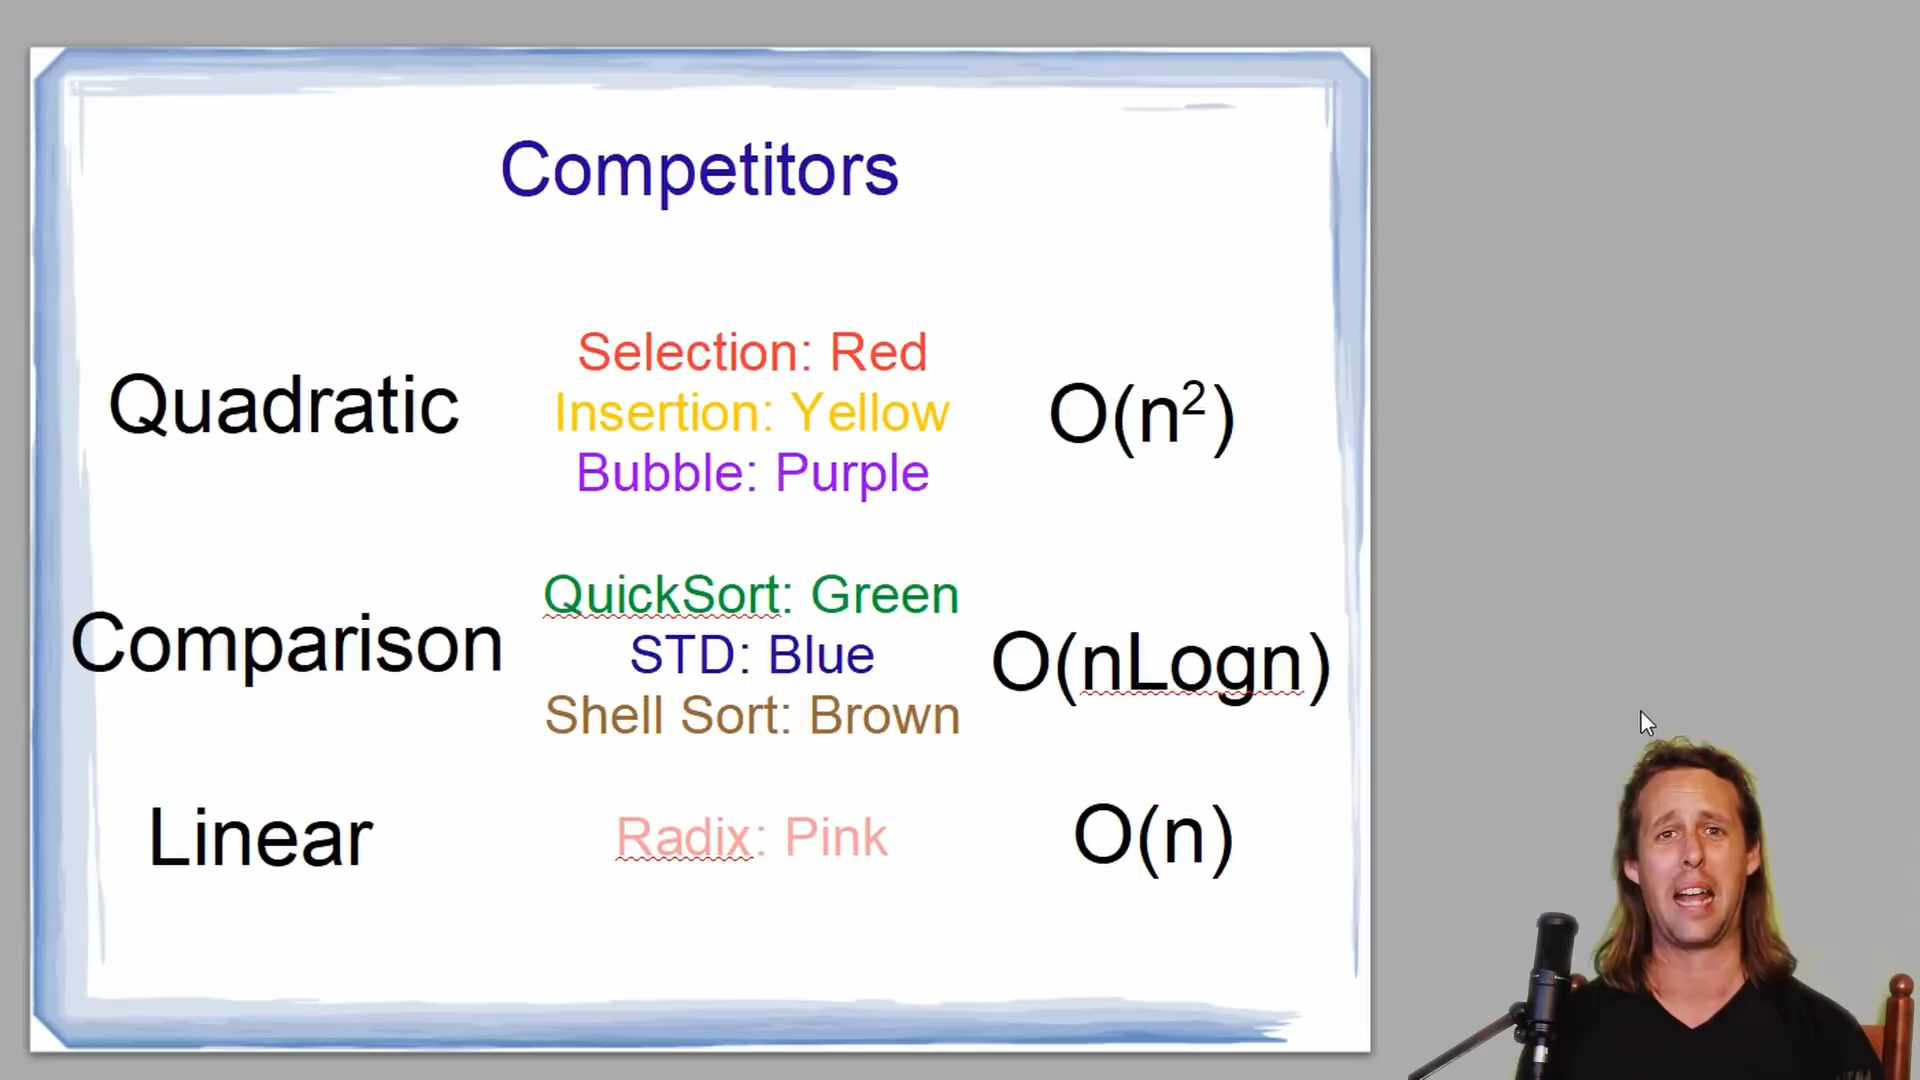 Competitors
Quadratic
Selection: Red
Insertion: Yellow
Bubble: Purple
O(n²)
Comparison
QuickSort: Green
STD: Blue
Shell Sort: Brown
O(nLogn)
Linear
Radix: Pink
O(n)